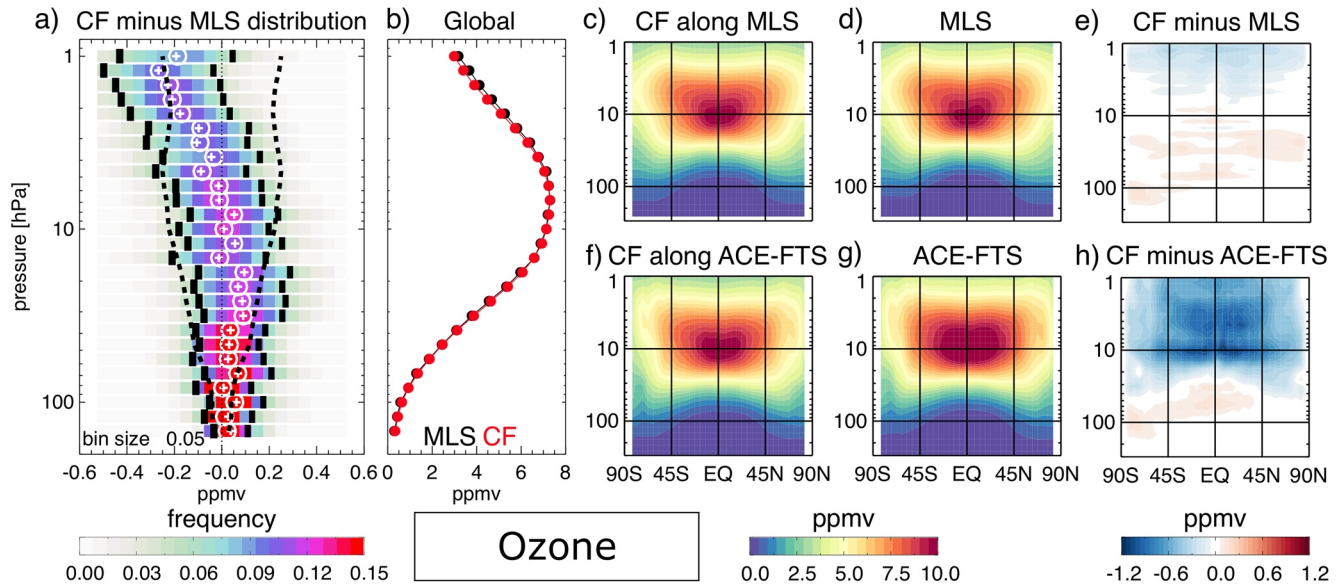 a) CF minus MLS distribution
b) Global
c) CF along MLS
d) MLS
e) CF minus MLS
1
10
100
pressure [hPa]
bin size 0.05
-0.6 -0.4 -0.2 -0.0 0.2 0.4 0.6
ppmv
MLS CF
0 2 4 6 8
ppmv
1
10
100
1
10
100
1
10
100
f) CF along ACE-FTS
g) ACE-FTS
h) CF minus ACE-FTS
1
10
100
90S 45S EQ 45N 90N
1
10
100
90S 45S EQ 45N 90N
1
10
100
90S 45S EQ 45N 90N
frequency
0.00 0.03 0.06 0.09 0.12 0.15
Ozone
ppmv
0.0 2.5 5.0 7.5 10.0
ppmv
-1.2 -0.6 0.0 0.6 1.2